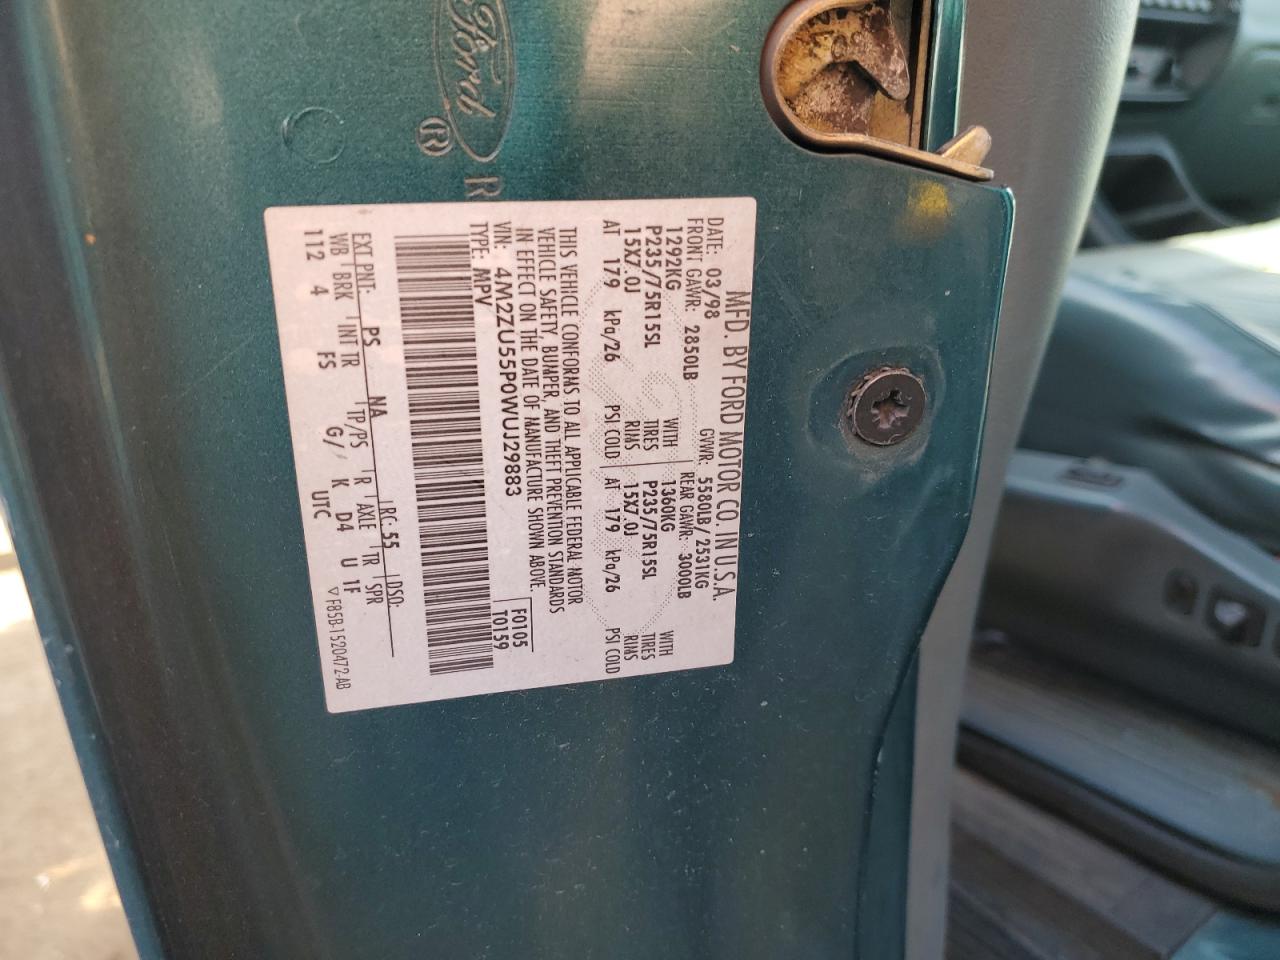 Ford ®
R
MFD. BY FORD MOTOR CO. IN U.S.A.
DATE: 03/98 GVWR: 5580LB / 2531KG
FRONT GAWR: 2850LB REAR GAWR: 3000LB
1292KG WITH 1360KG WITH
P235/75R15SL TIRES P235/75R15SL TIRES
15X7.0J RIMS 15X7.0J RIMS
AT 179 kPa/26 PSI COLD AT 179 kPa/26 PSI COLD
THIS VEHICLE CONFORMS TO ALL APPLICABLE FEDERAL MOTOR
VEHICLE SAFETY, BUMPER, AND THEFT PREVENTION STANDARDS
IN EFFECT ON THE DATE OF MANUFACTURE SHOWN ABOVE.
VIN: 4M2ZU55P0WUJ29883 F0105
TYPE: MPV T0159
EXT PNT: PS NA RC: 55 DSO:
WB BRK INT TR TP/PS R AXLE TR SPR
112 4 FS G/ K D4 U 1F
UTC ▽ F85B-1520472-AB